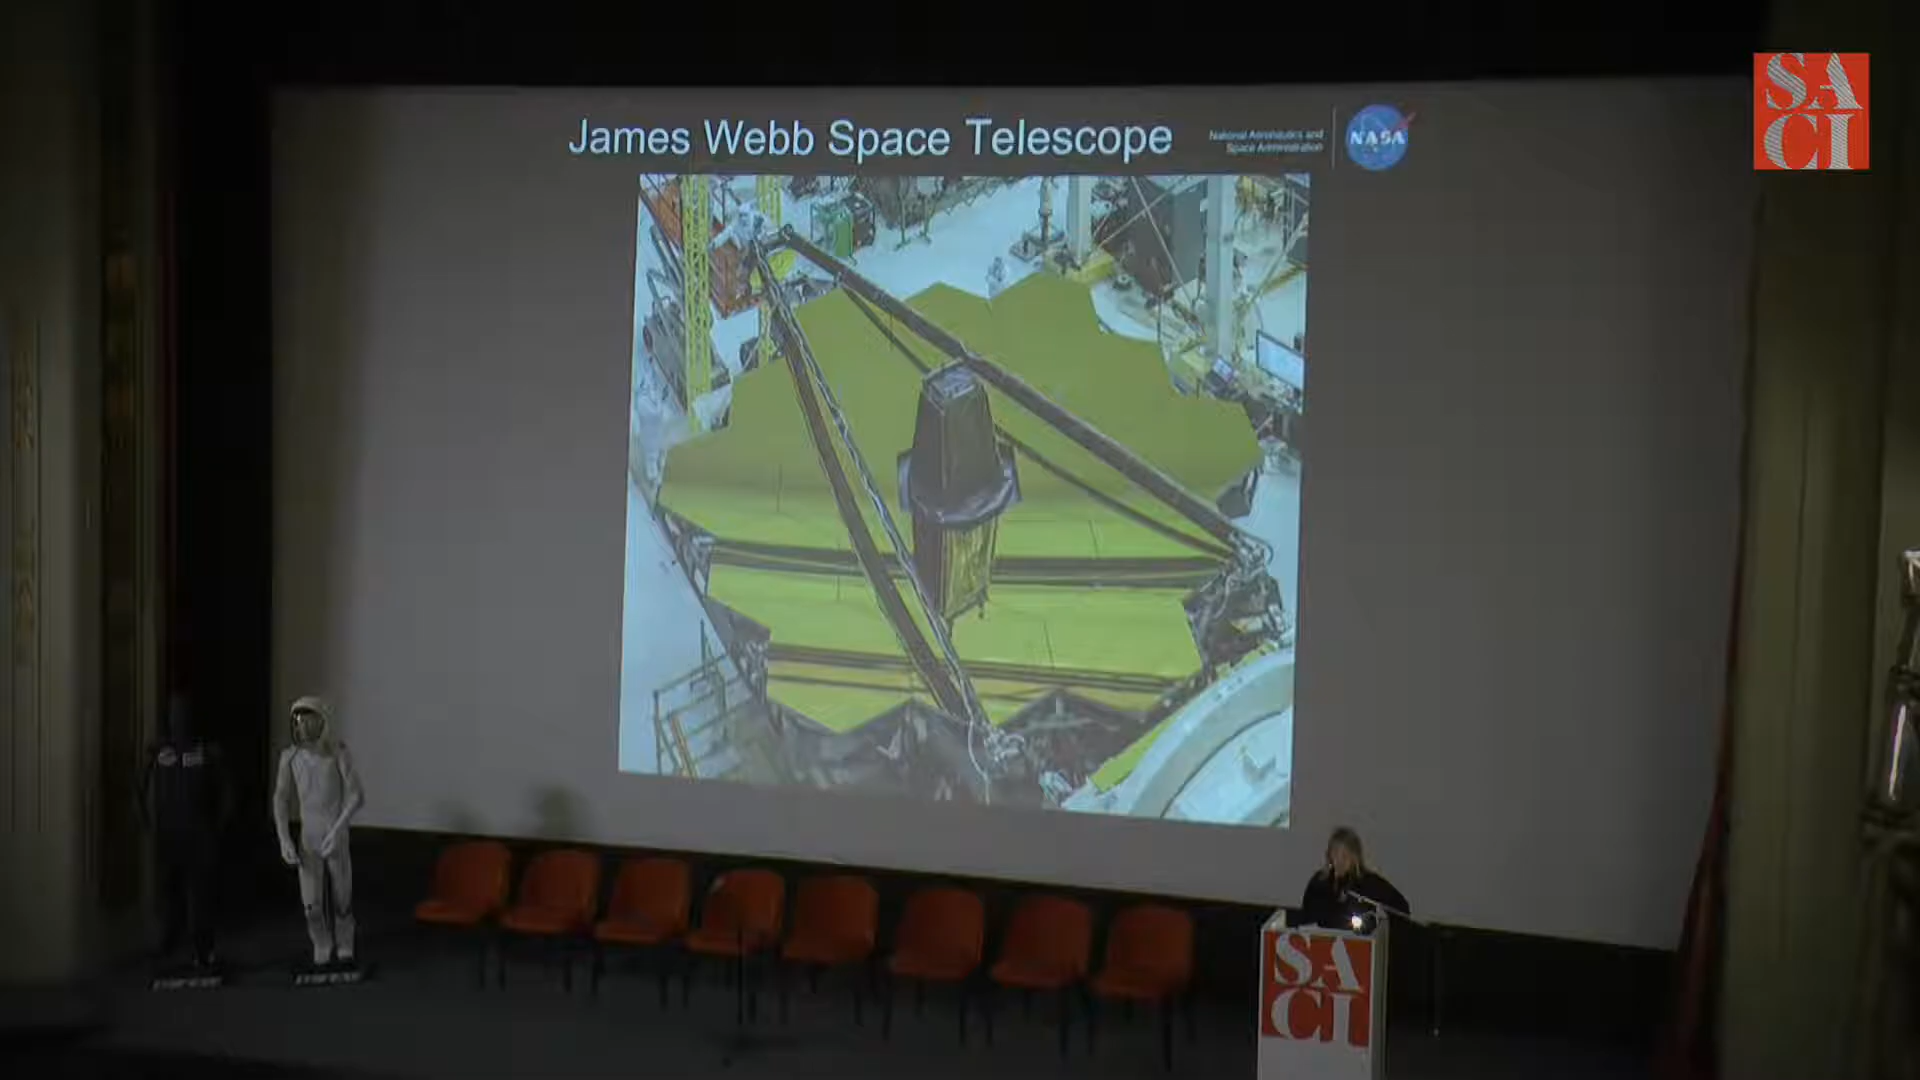 James Webb Space Telescope
National Aeronautics and
Space Administration
NASA
SA
CI
SA
CI